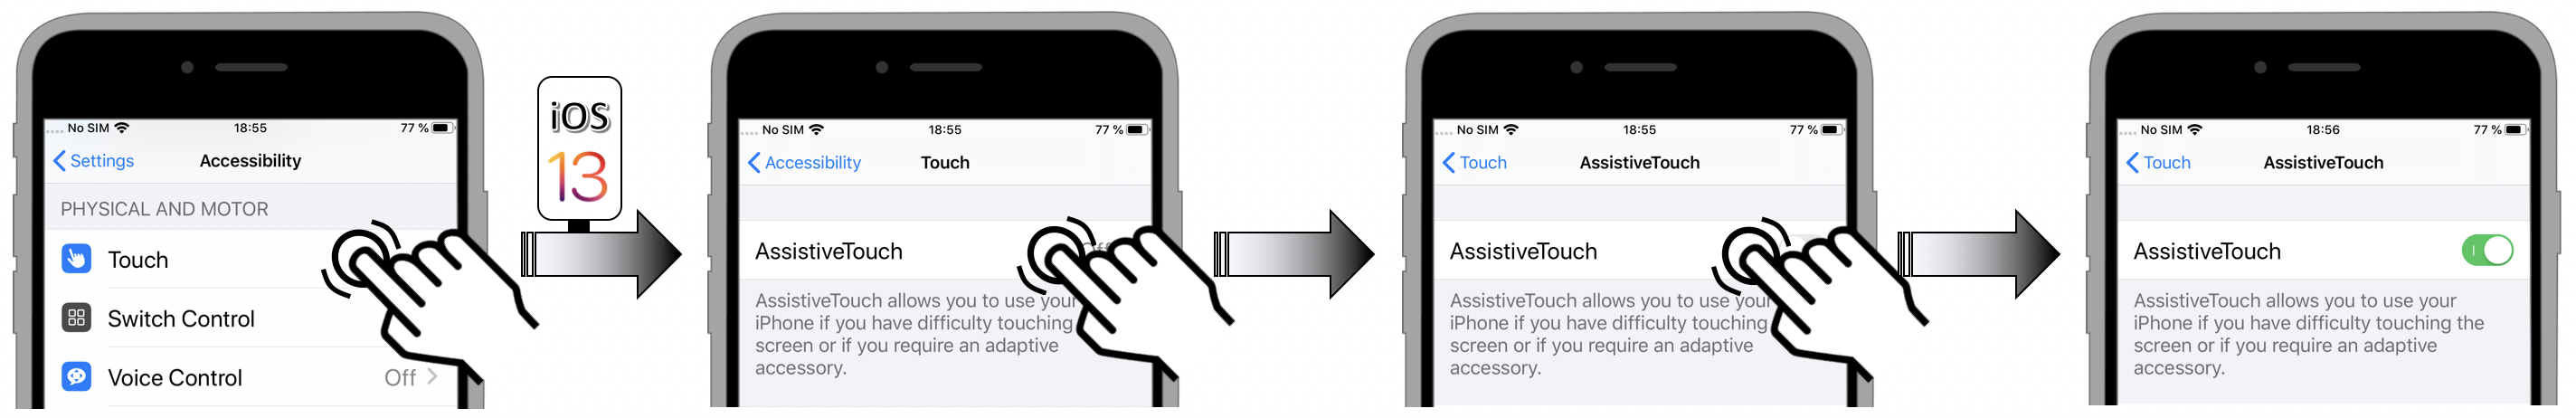 No SIM 18:55 77 %
Settings Accessibility
PHYSICAL AND MOTOR
Touch
Switch Control
Voice Control Off
iOS
13
No SIM 18:55 77 %
Accessibility Touch
AssistiveTouch Off
AssistiveTouch allows you to use your
iPhone if you have difficulty touching
screen or if you require an adaptive
accessory.
No SIM 18:55 77 %
Touch AssistiveTouch
AssistiveTouch
AssistiveTouch allows you to use your
iPhone if you have difficulty touching
screen or if you require an adaptive
accessory.
No SIM 18:56 77 %
Touch AssistiveTouch
AssistiveTouch
AssistiveTouch allows you to use your
iPhone if you have difficulty touching the
screen or if you require an adaptive
accessory.